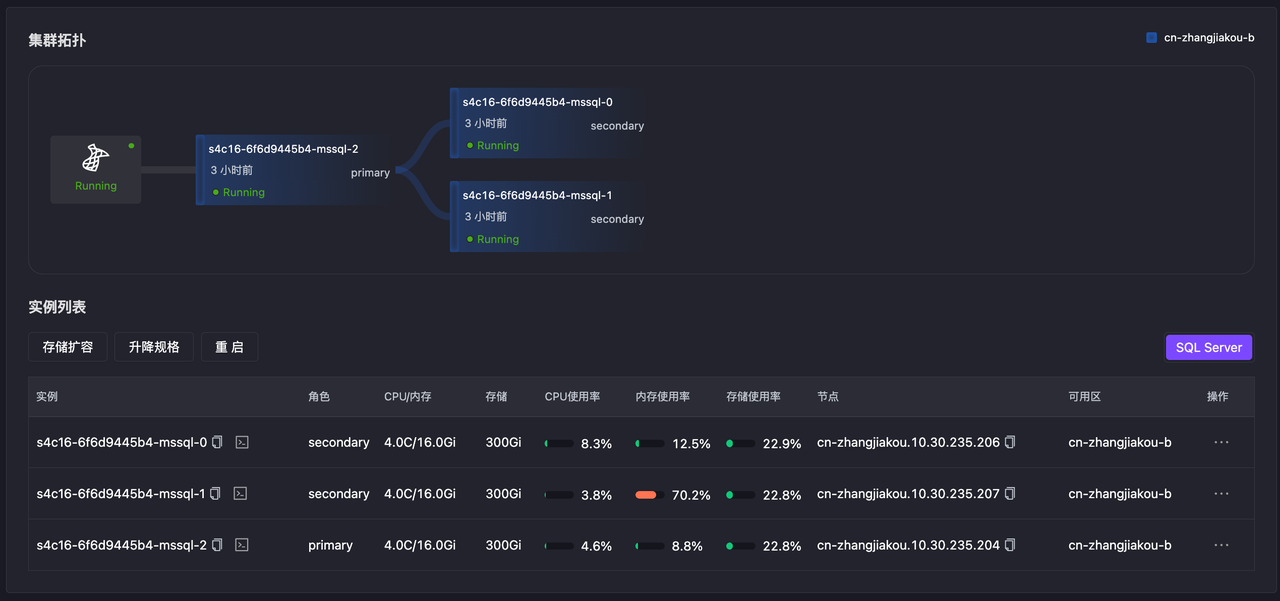 集群拓扑
cn-zhangjiakou-b
Running
s4c16-6f6d9445b4-mssql-2
3 小时前
primary
Running
s4c16-6f6d9445b4-mssql-0
3 小时前
secondary
Running
s4c16-6f6d9445b4-mssql-1
3 小时前
secondary
Running
实例列表
存储扩容 升降规格 重 启 SQL Server
实例 角色 CPU/内存 存储 CPU使用率 内存使用率 存储使用率 节点 可用区 操作
s4c16-6f6d9445b4-mssql-0 secondary 4.0C/16.0Gi 300Gi 8.3% 12.5% 22.9% cn-zhangjiakou.10.30.235.206 cn-zhangjiakou-b ···
s4c16-6f6d9445b4-mssql-1 secondary 4.0C/16.0Gi 300Gi 3.8% 70.2% 22.8% cn-zhangjiakou.10.30.235.207 cn-zhangjiakou-b ···
s4c16-6f6d9445b4-mssql-2 primary 4.0C/16.0Gi 300Gi 4.6% 8.8% 22.8% cn-zhangjiakou.10.30.235.204 cn-zhangjiakou-b ···